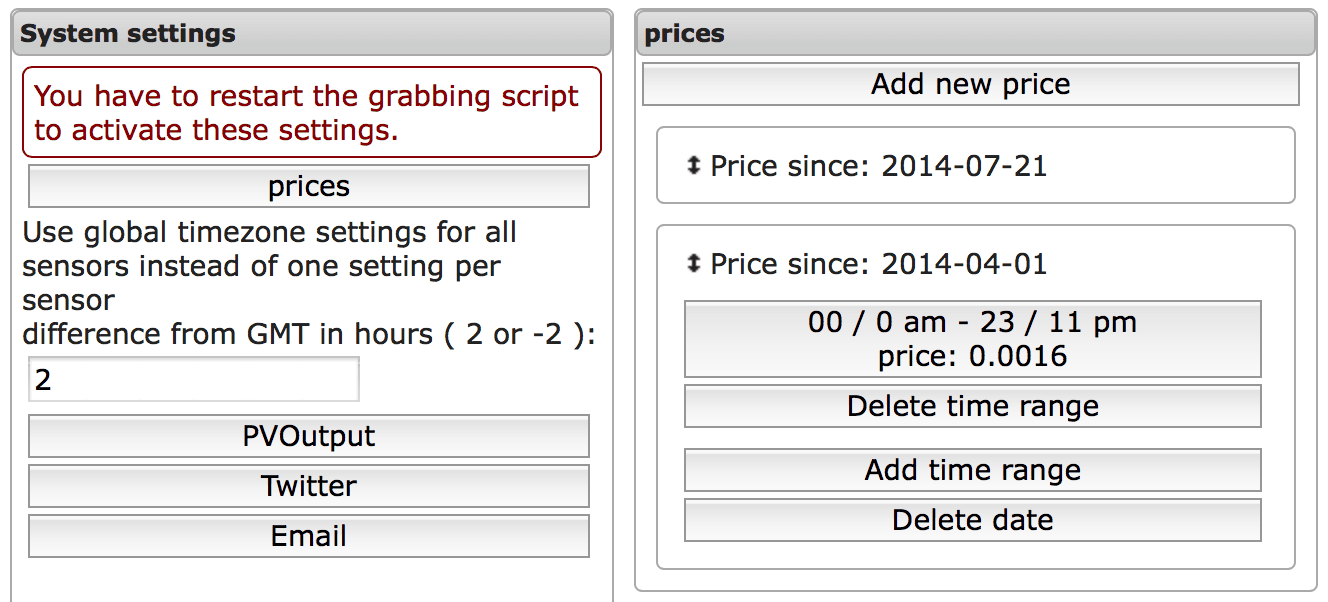 System settings
You have to restart the grabbing script
to activate these settings.
prices
Use global timezone settings for all
sensors instead of one setting per
sensor
difference from GMT in hours ( 2 or -2 ):
2
PVOutput
Twitter
Email
prices
Add new price
Price since: 2014-07-21
Price since: 2014-04-01
00 / 0 am - 23 / 11 pm
price: 0.0016
Delete time range
Add time range
Delete date